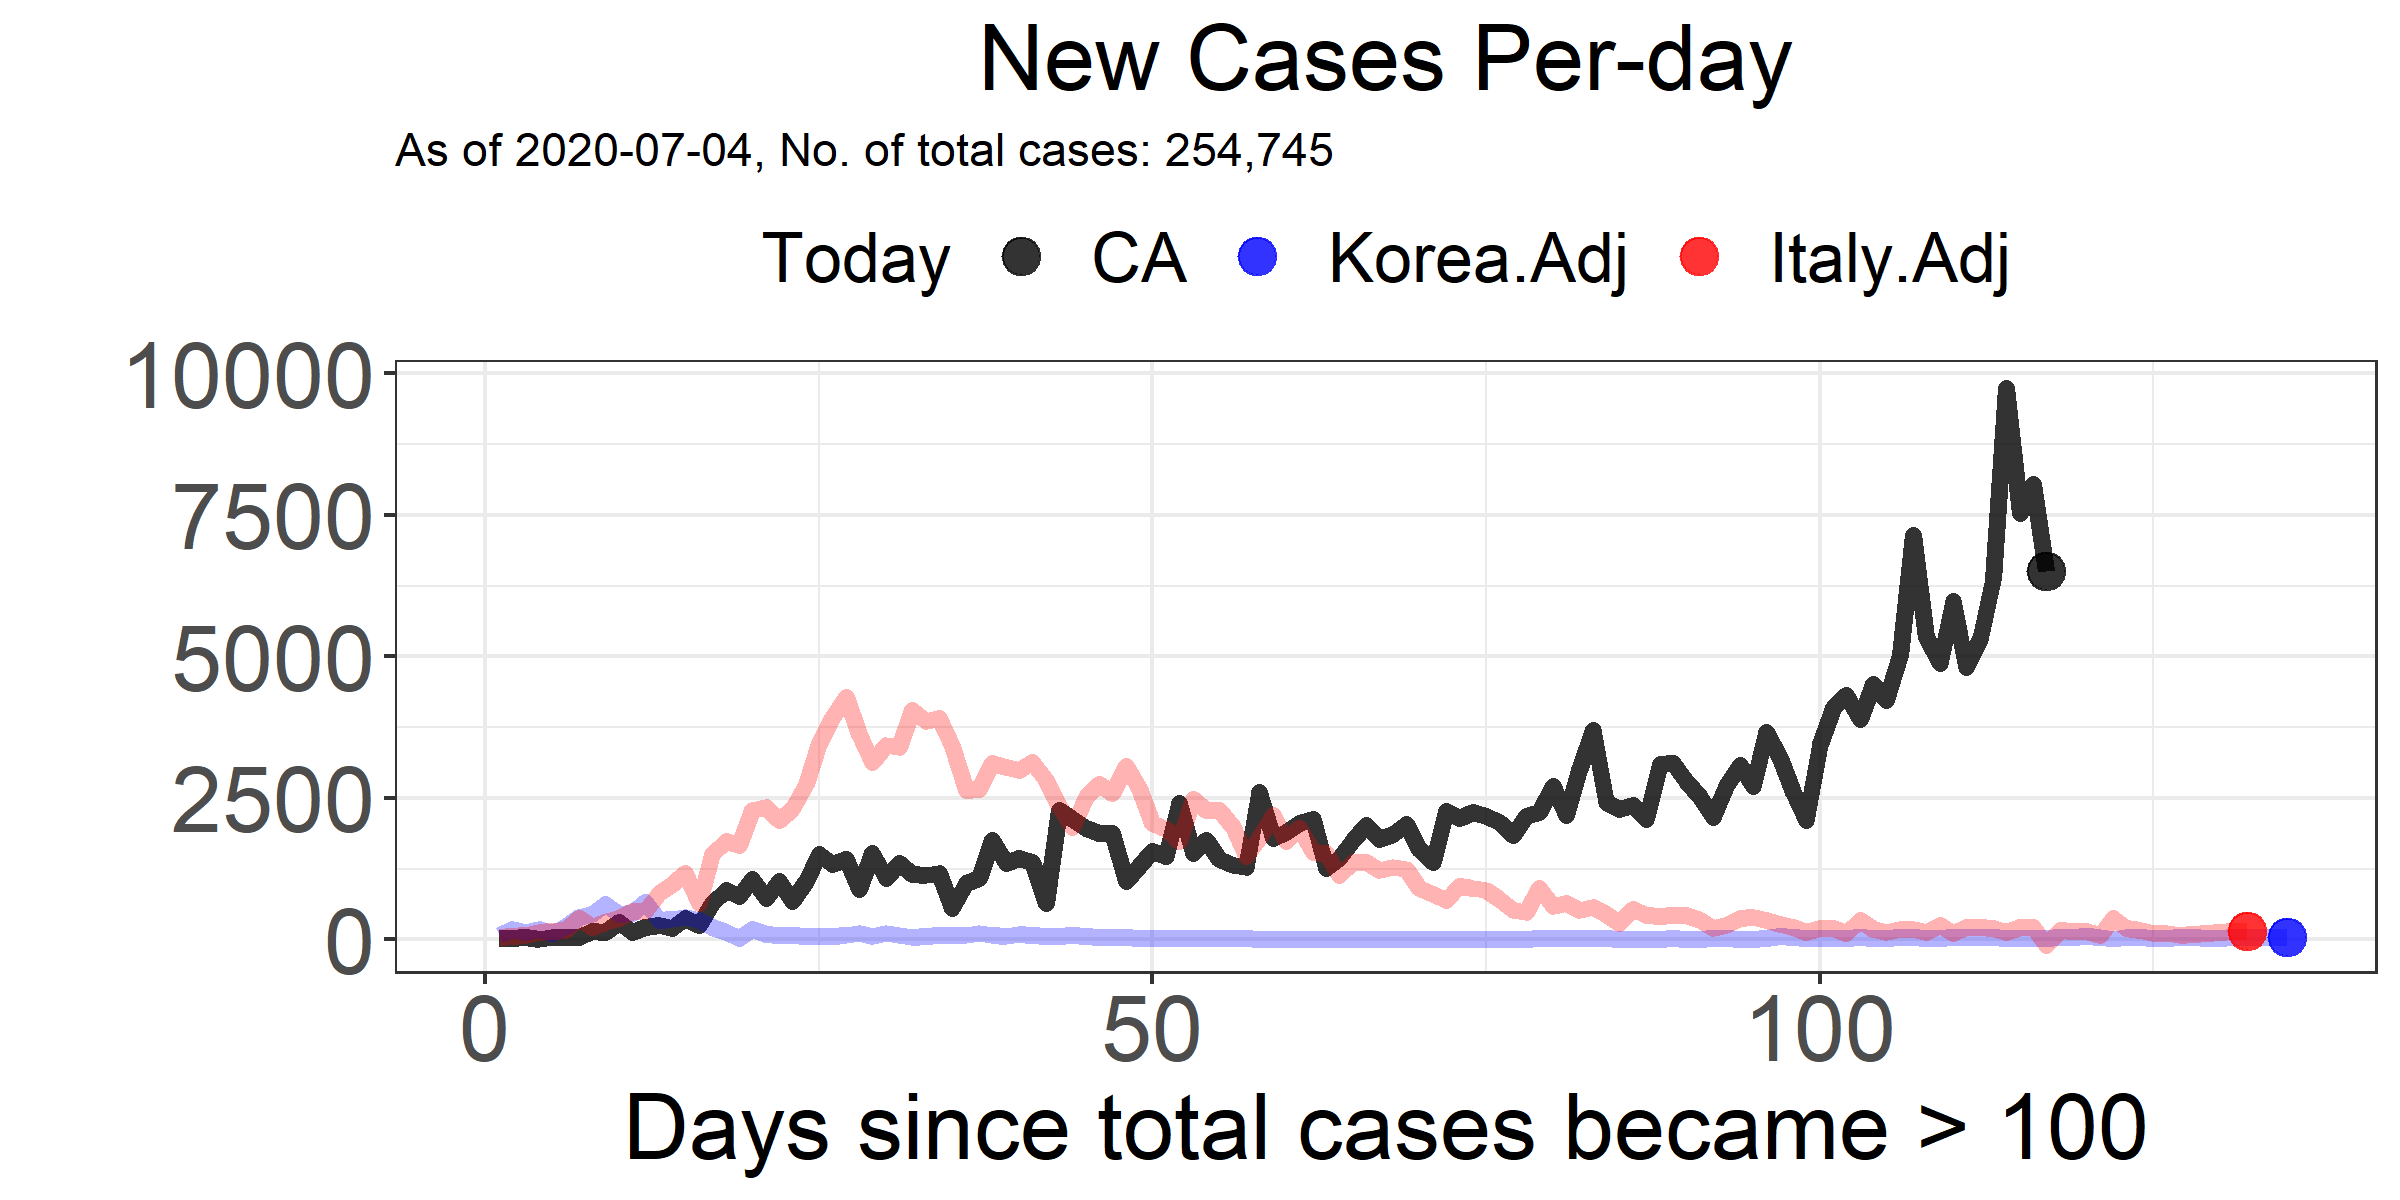 New Cases Per-day
As of 2020-07-04, No. of total cases: 254,745
Today CA Korea.Adj Italy.Adj
10000
7500
5000
2500
0
0 50 100
Days since total cases became > 100